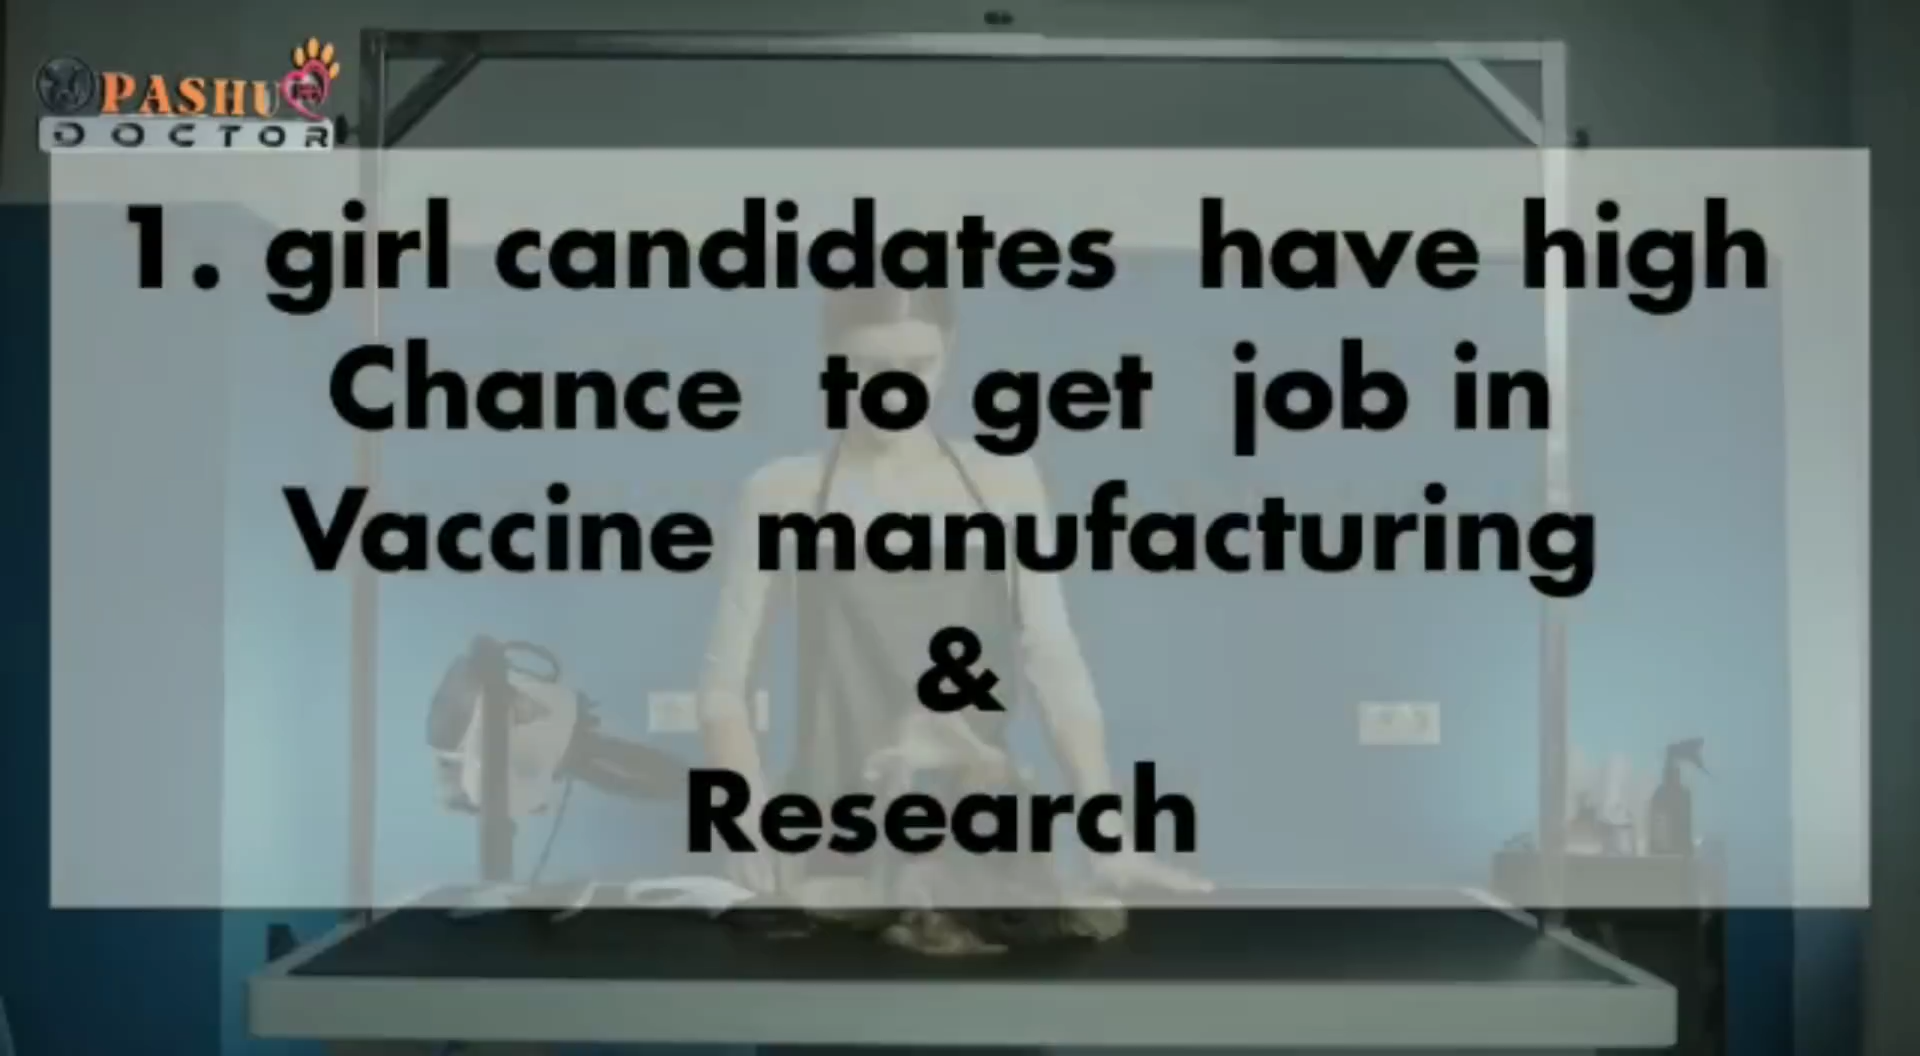 PASHU
DOCTOR
1. girl candidates have high
Chance to get job in
Vaccine manufacturing
&
Research